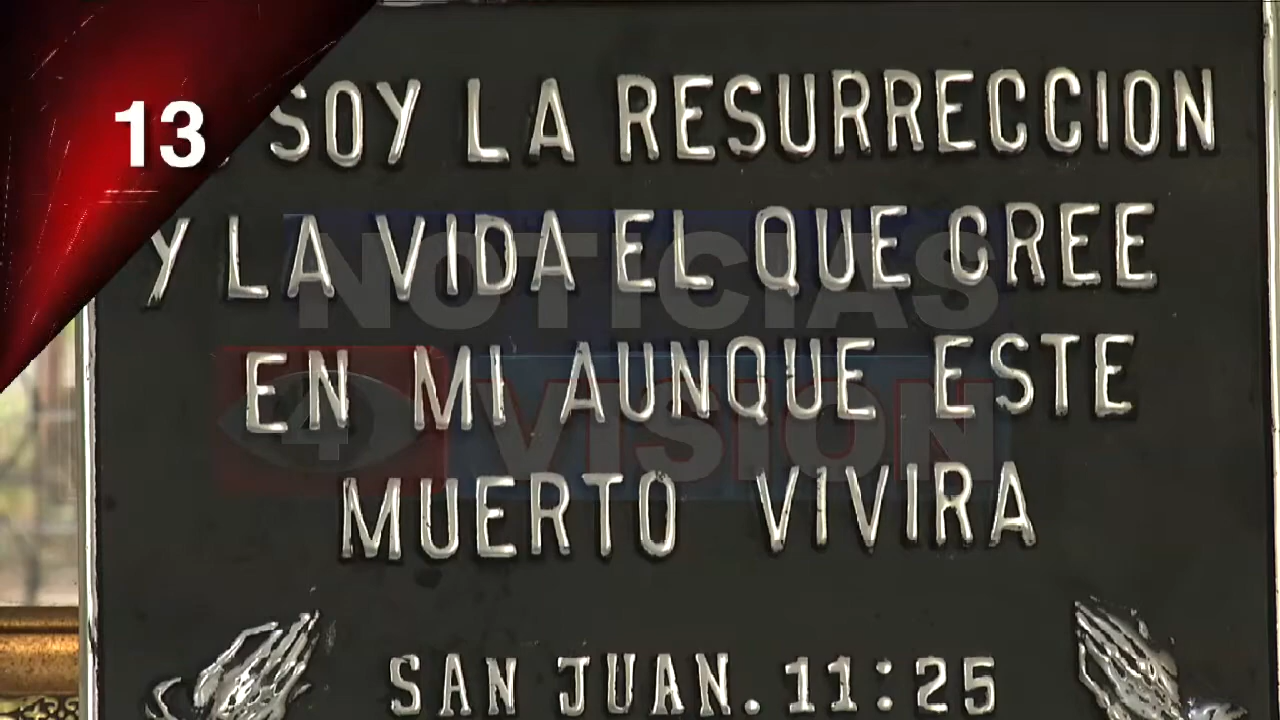 13
SOY LA RESURRECCION
Y LA VIDA EL QUE CREE
EN MI AUNQUE ESTE
MUERTO VIVIRA
SAN JUAN. 11:25
NOTICIAS
4 VISION